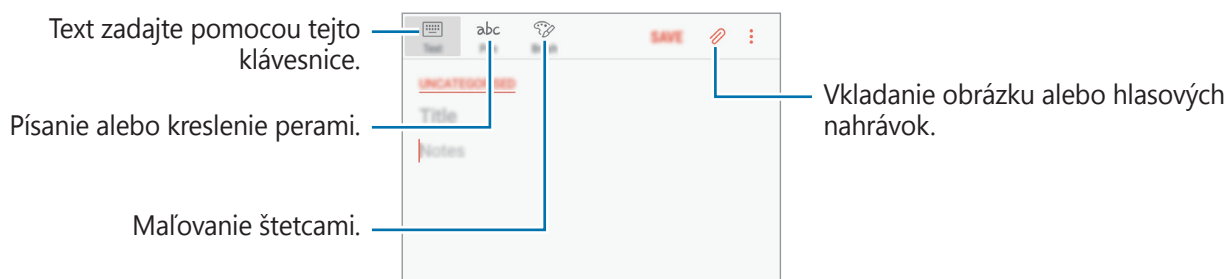 Text zadajte pomocou tejto
klávesnice.
Písanie alebo kreslenie perami.
Maľovanie štetcami.
Text
abc
SAVE
UNCATEGORISED
Title
Notes
Vkladanie obrázku alebo hlasových
nahrávok.